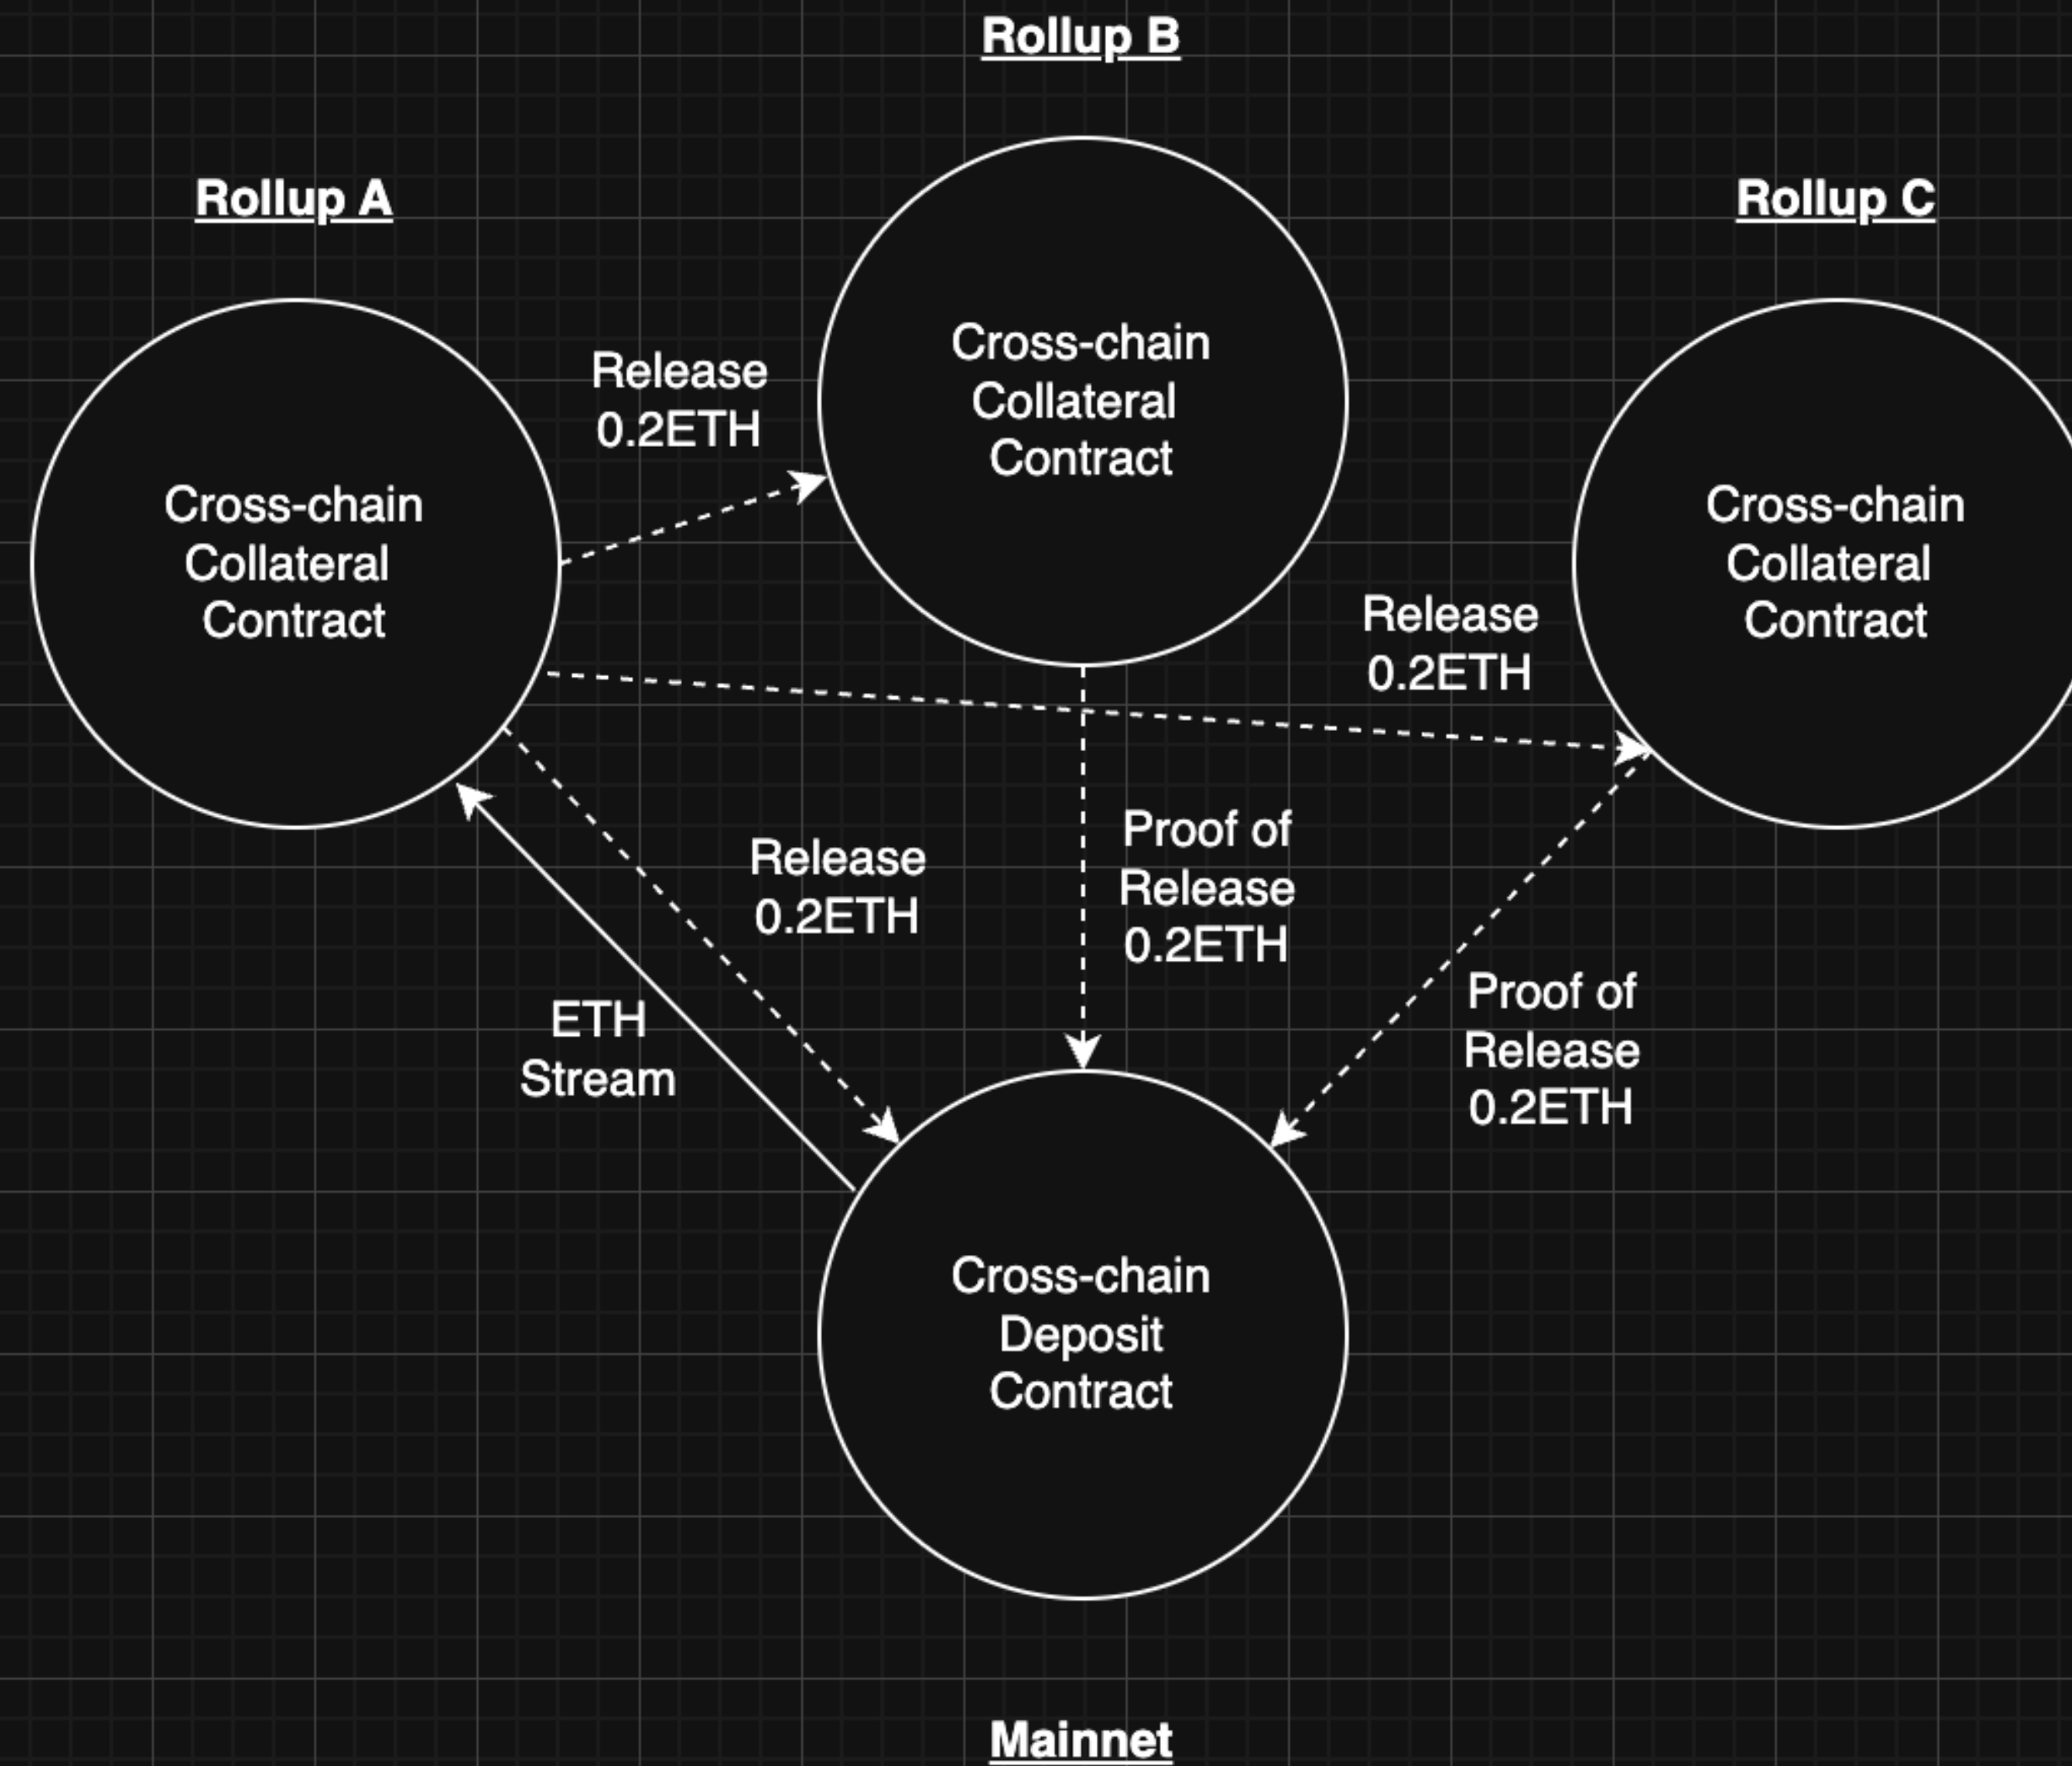 Rollup B
Rollup A
Rollup C
Cross-chain
Collateral
Contract
Release
0.2ETH
Cross-chain
Collateral
Contract
Cross-chain
Collateral
Contract
Release
0.2ETH
Release
0.2ETH
Proof of
Release
0.2ETH
ETH
Stream
Proof of
Release
0.2ETH
Cross-chain
Deposit
Contract
Mainnet